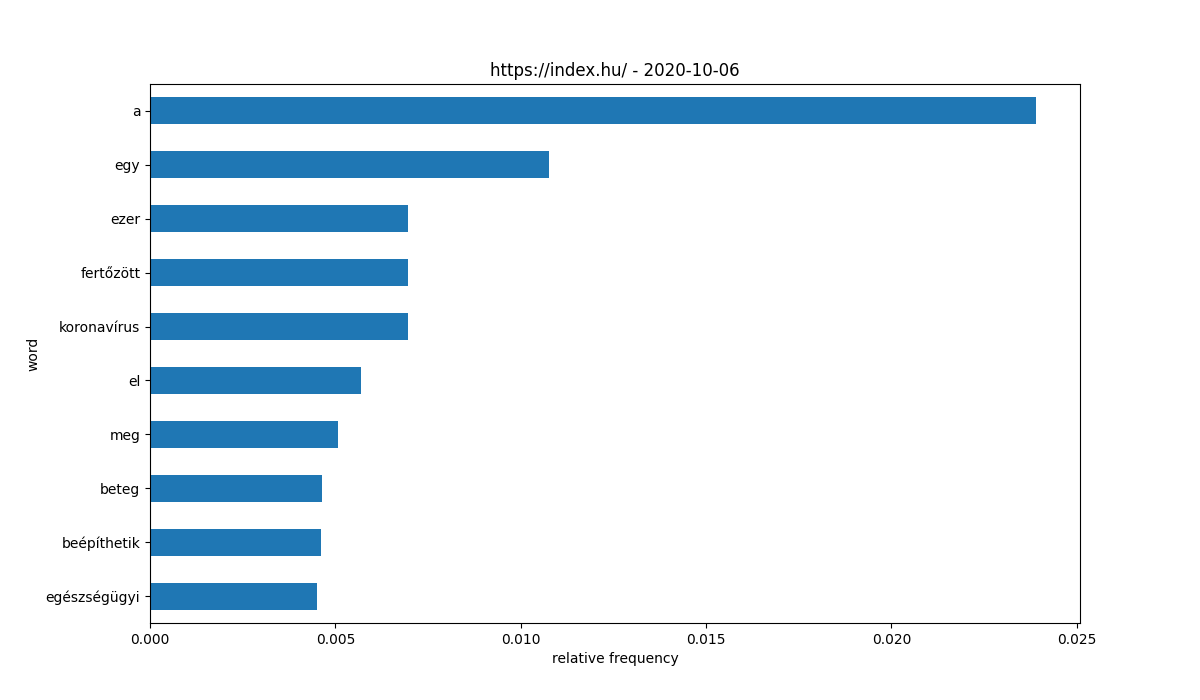 https://index.hu/ - 2020-10-06
a
egy
ezer
fertőzött
koronavírus
el
meg
beteg
beépíthetik
egészségügyi
word
0.000 0.005 0.010 0.015 0.020 0.025
relative frequency